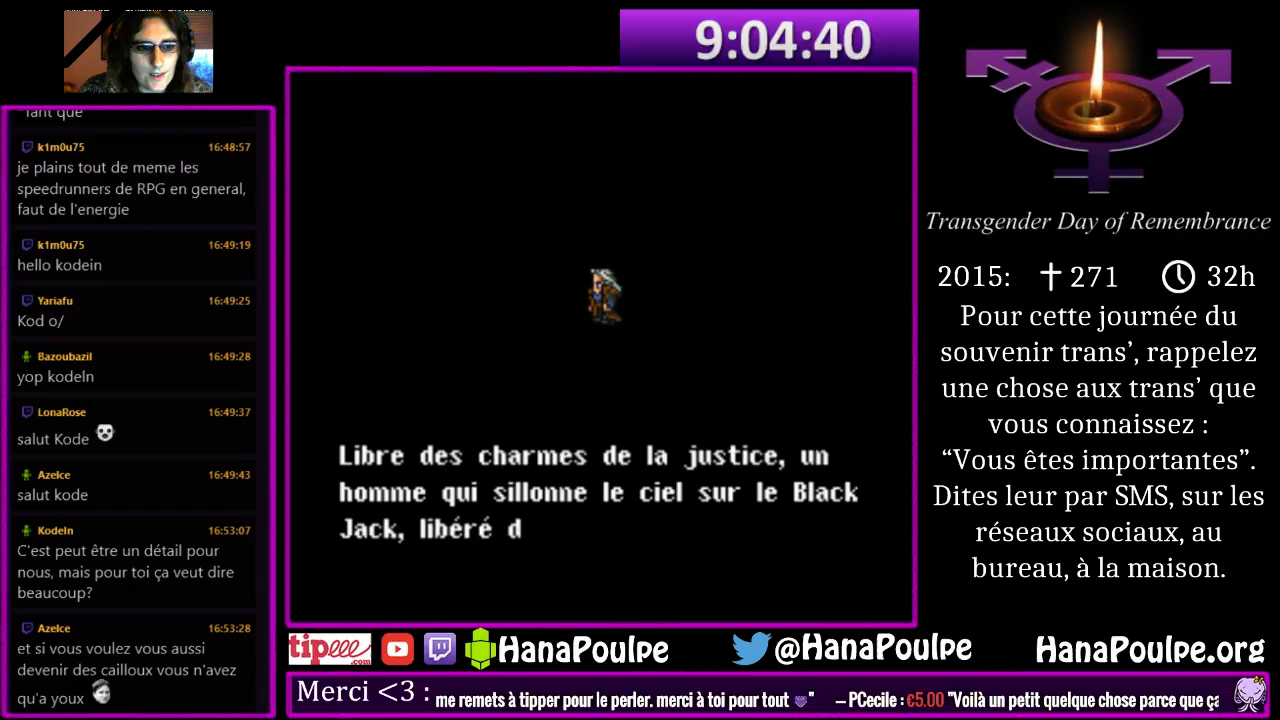 9:04:40
Tant que
k1m0u75 16:48:57
je plains tout de meme les
speedrunners de RPG en general,
faut de l'energie
k1m0u75 16:49:19
hello kodein
Yariafu 16:49:25
Kod o/
Bazoubazil 16:49:28
yop kodeln
LonaRose 16:49:37
salut Kode
Azelce 16:49:43
salut kode
Kodeln 16:53:07
C'est peut être un détail pour
nous, mais pour toi ça veut dire
beaucoup?
Azelce 16:53:28
et si vous voulez vous aussi
devenir des cailloux vous n'avez
qu'a youx
Libre des charmes de la justice, un
homme qui sillonne le ciel sur le Black
Jack, libéré d
Transgender Day of Remembrance
2015: 271 32h
Pour cette journée du
souvenir trans’, rappelez
une chose aux trans’ que
vous connaissez :
“Vous êtes importantes”.
Dites leur par SMS, sur les
réseaux sociaux, au
bureau, à la maison.
tipeee.com HanaPoulpe @HanaPoulpe HanaPoulpe.org
Merci <3 : me remets à tipper pour le perler. merci à toi pour tout 💜" — PCecile : €5.00 "Voilà un petit quelque chose parce que ça